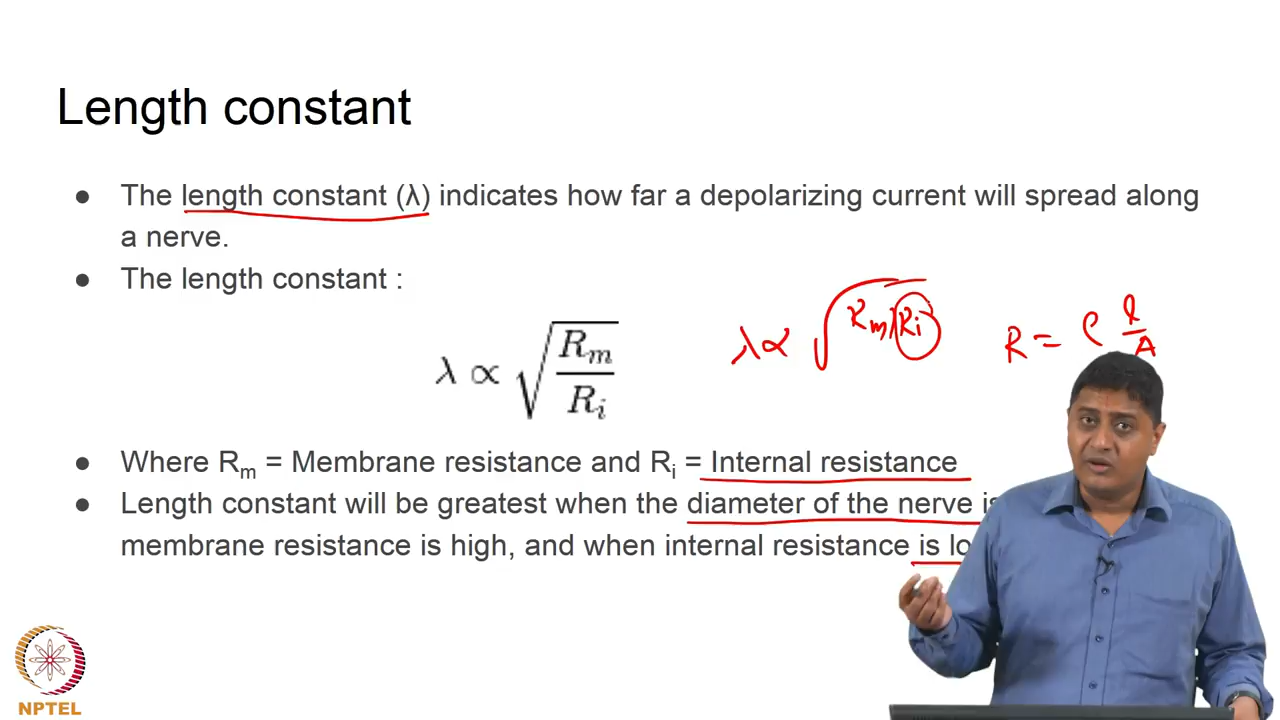 Length constant
● The length constant (λ) indicates how far a depolarizing current will spread along
a nerve.
● The length constant :
λ ∝ √(R_m / R_i)
λ ∝ √(R_m/R_i)
R = ρ l/A
● Where R_m = Membrane resistance and R_i = Internal resistance
● Length constant will be greatest when the diameter of the nerve is
membrane resistance is high, and when internal resistance is lo
NPTEL